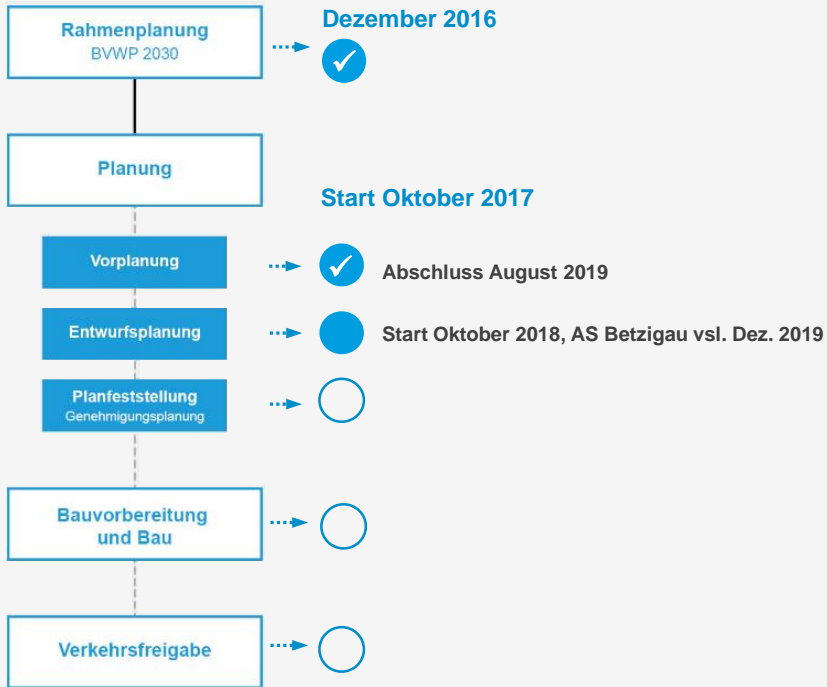 Rahmenplanung
BVWP 2030
Dezember 2016
Planung
Start Oktober 2017
Vorplanung
Abschluss August 2019
Entwurfsplanung
Start Oktober 2018, AS Betzigau vsl. Dez. 2019
Planfeststellung
Genehmigungsplanung
Bauvorbereitung
und Bau
Verkehrsfreigabe